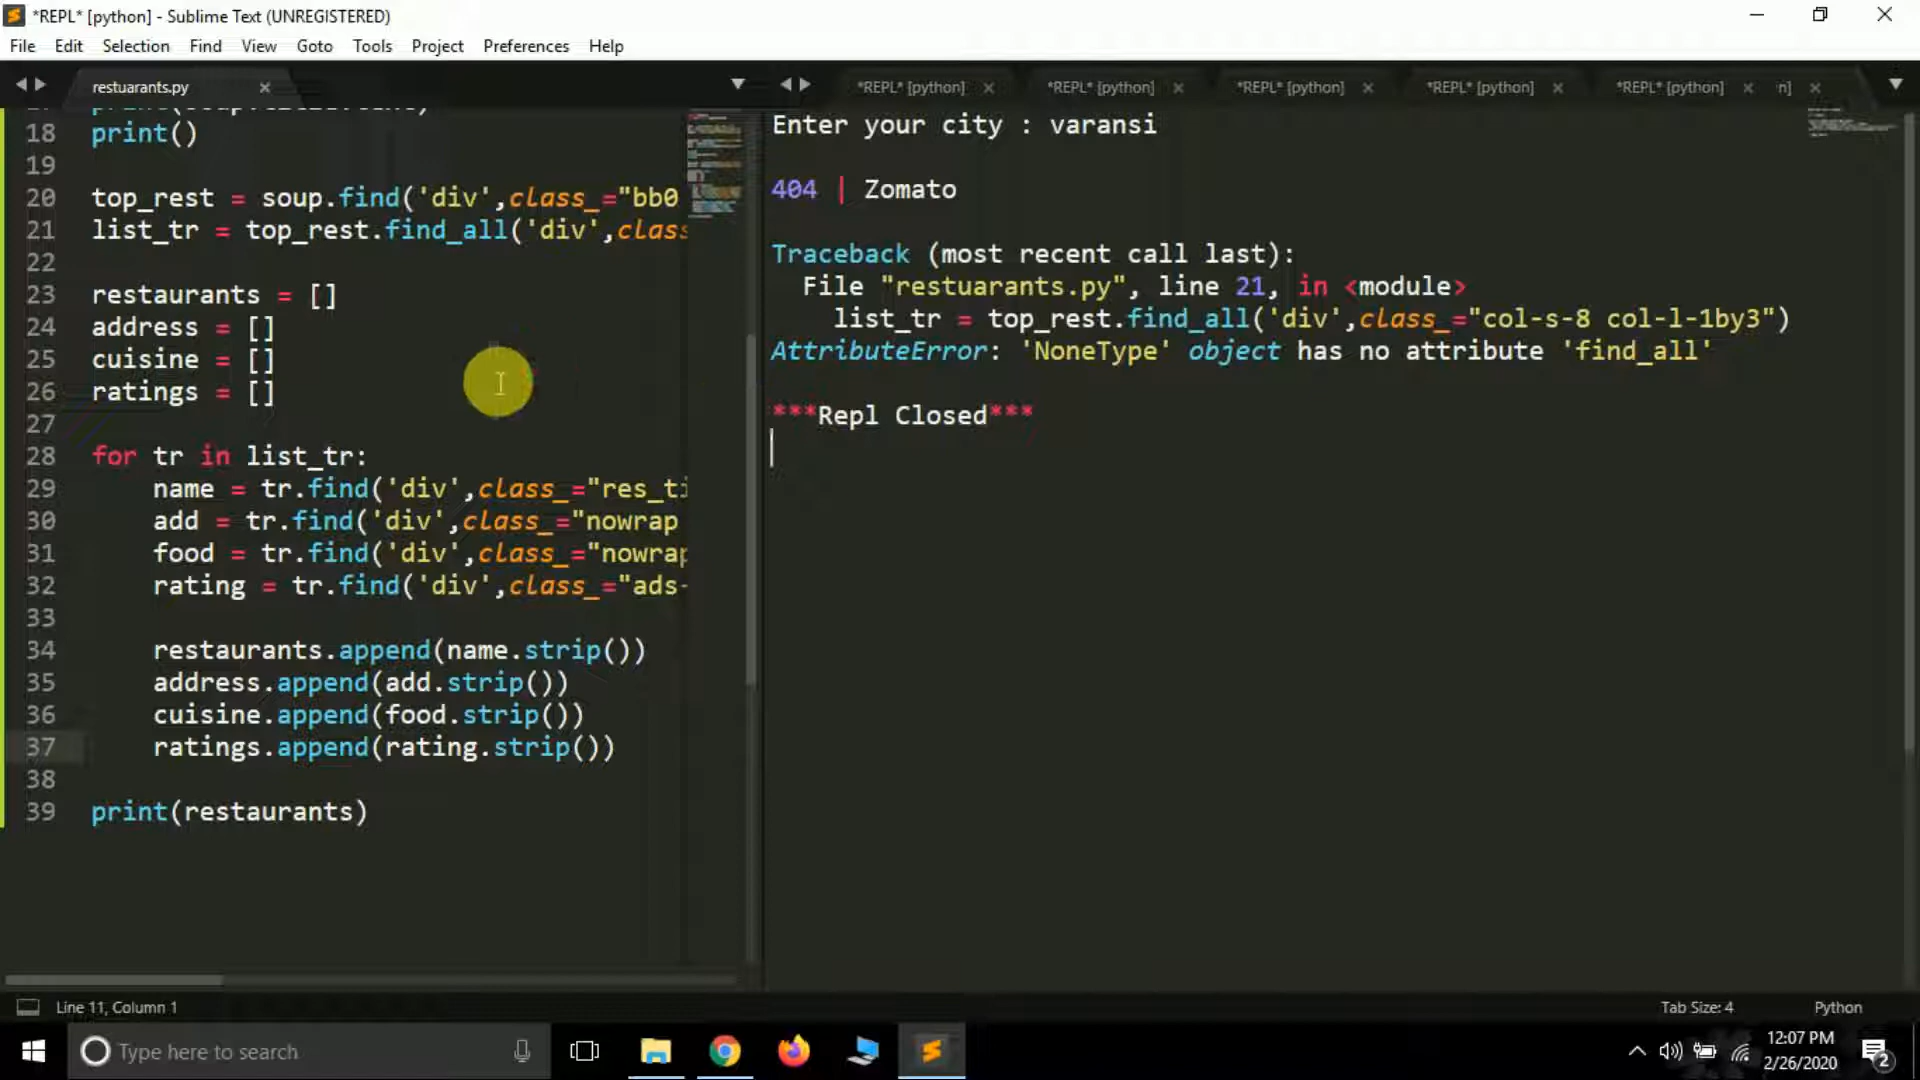 *REPL* [python] - Sublime Text (UNREGISTERED)
File Edit Selection Find View Goto Tools Project Preferences Help
restuarants.py
*REPL* [python] *REPL* [python] *REPL* [python] *REPL* [python] *REPL* [python] n]
18 print()
19
20 top_rest = soup.find('div',class_="bb0
21 list_tr = top_rest.find_all('div',class
22
23 restaurants = []
24 address = []
25 cuisine = []
26 ratings = []
27
28 for tr in list_tr:
29 name = tr.find('div',class_="res_ti
30 add = tr.find('div',class_="nowrap
31 food = tr.find('div',class_="nowrap
32 rating = tr.find('div',class_="ads-
33
34 restaurants.append(name.strip())
35 address.append(add.strip())
36 cuisine.append(food.strip())
37 ratings.append(rating.strip())
38
39 print(restaurants)
Enter your city : varansi
404 | Zomato
Traceback (most recent call last):
File "restuarants.py", line 21, in <module>
list_tr = top_rest.find_all('div',class_="col-s-8 col-l-1by3")
AttributeError: 'NoneType' object has no attribute 'find_all'
***Repl Closed***
Line 11, Column 1
Tab Size: 4
Python
Type here to search
12:07 PM
2/26/2020
2